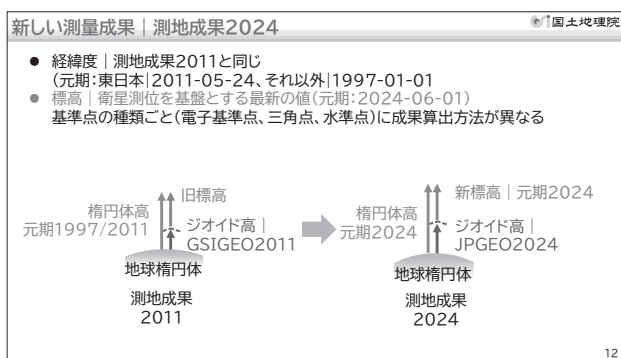 新しい測量成果｜測地成果2024
国土地理院
● 経緯度｜測地成果2011と同じ
(元期：東日本|2011-05-24、それ以外|1997-01-01
● 標高｜衛星測位を基盤とする最新の値(元期：2024-06-01)
基準点の種類ごと(電子基準点、三角点、水準点)に成果算出方法が異なる
旧標高
楕円体高
元期1997/2011
ジオイド高｜
GSIGEO2011
地球楕円体
測地成果
2011
新標高｜元期2024
楕円体高
元期2024
ジオイド高｜
JPGEO2024
地球楕円体
測地成果
2024
12